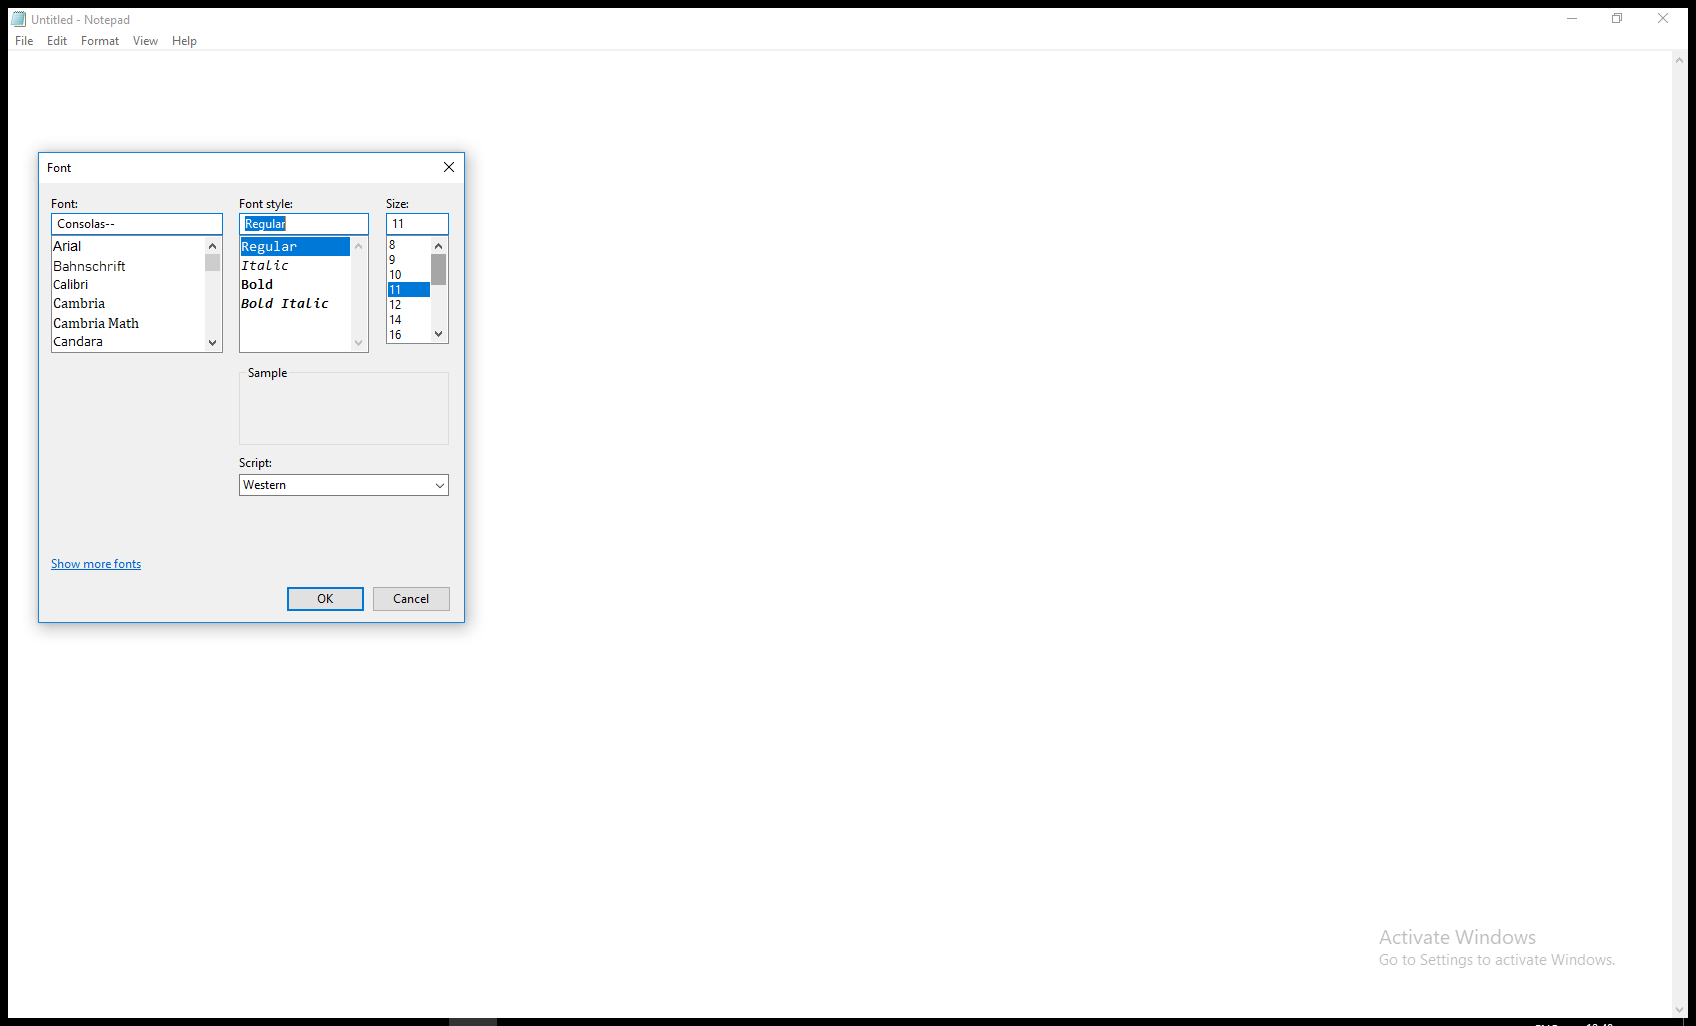 Untitled - Notepad
File Edit Format View Help
Font
Font: Font style: Size:
Consolas-- Regular 11
Arial
Bahnschrift
Calibri
Cambria
Cambria Math
Candara
Regular
Italic
Bold
Bold Italic
8
9
10
11
12
14
16
Sample
Script:
Western
Show more fonts
OK Cancel
Activate Windows
Go to Settings to activate Windows.